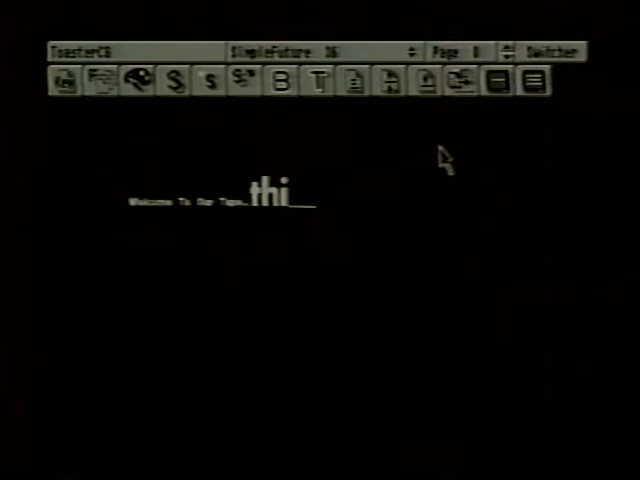 ToasterCG SimpleFuture 36 Page 0 Switcher
S S S B T
Welcome To Our Tape…thi